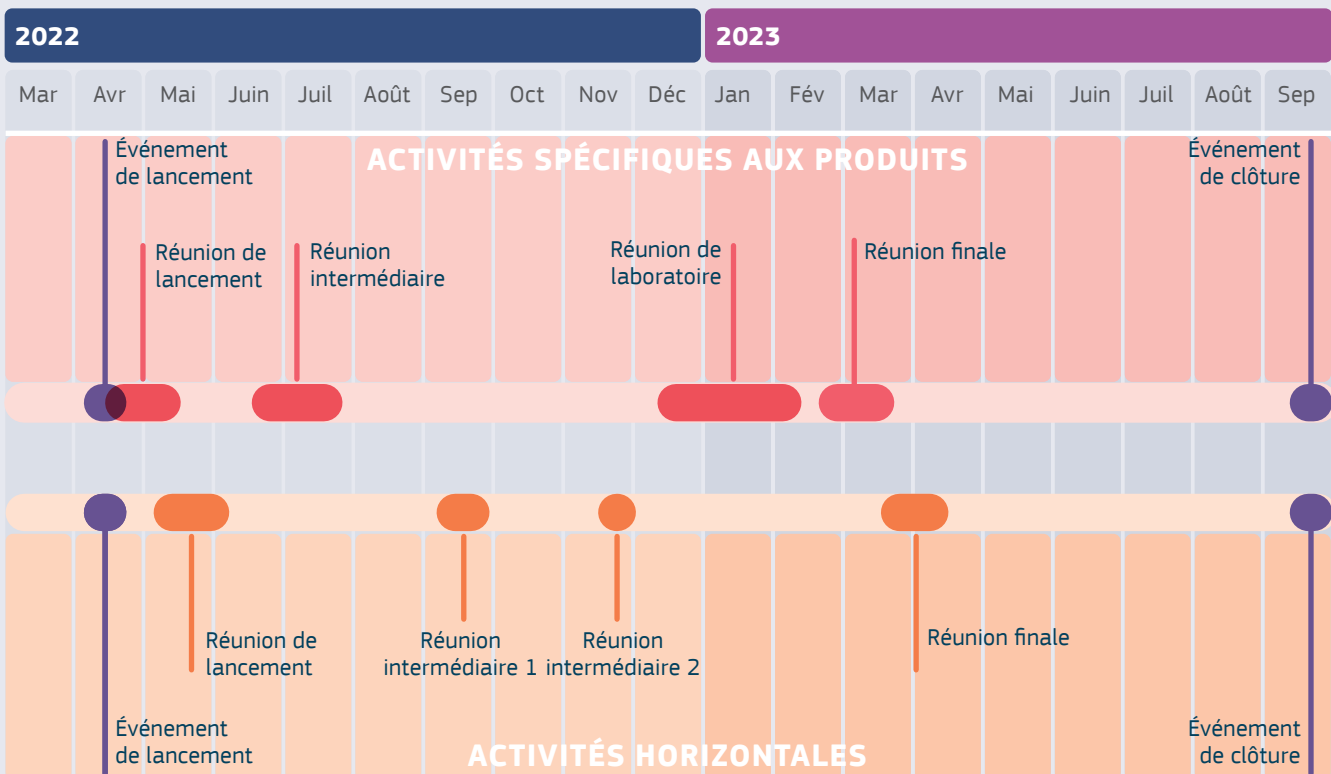 2022
2023
Mar Avr Mai Juin Juil Août Sep Oct Nov Déc Jan Fév Mar Avr Mai Juin Juil Août Sep
ACTIVITÉS SPÉCIFIQUES AUX PRODUITS
Événement
de lancement
Événement
de clôture
Réunion de
lancement
Réunion
intermédiaire
Réunion de
laboratoire
Réunion finale
Réunion de
lancement
Réunion
intermédiaire 1
Réunion
intermédiaire 2
Réunion finale
Événement
de lancement
Événement
de clôture
ACTIVITÉS HORIZONTALES